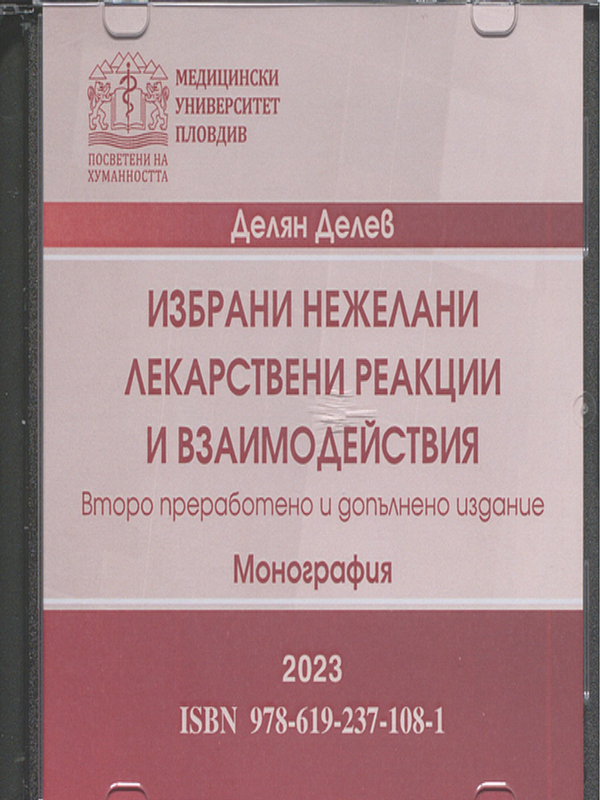 МЕДИЦИНСКИ
УНИВЕРСИТЕТ
ПЛОВДИВ
ПОСВЕТЕНИ НА
ХУМАННОСТТА
Делян Делев
ИЗБРАНИ НЕЖЕЛАНИ
ЛЕКАРСТВЕНИ РЕАКЦИИ
И ВЗАИМОДЕЙСТВИЯ
Второ преработено и допълнено издание
Монография
2023
ISBN 978-619-237-108-1